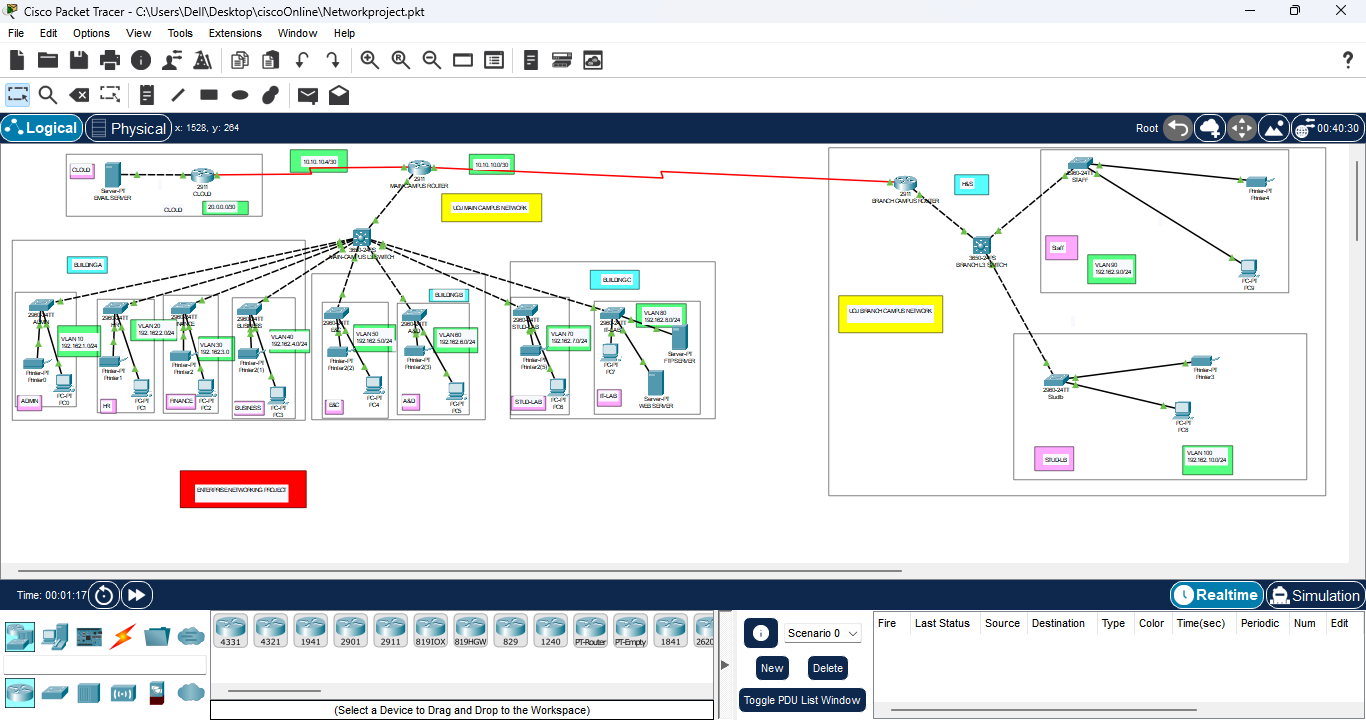 Cisco Packet Tracer - C:\Users\Dell\Desktop\ciscoOnline\Networkproject.pkt
File Edit Options View Tools Extensions Window Help
?
Logical Physical x: 1528, y: 264
Root 00:40:30
CLOUD
Server-PT
EMAIL SERVER
2911
CLOUD
CLOUD
20.0.0.0/30
10.10.10.4/30
2911
MAIN CAMPUS ROUTER
10.10.10.0/30
UOJ MAIN CAMPUS NETWORK
3650-24PS
MAIN-CAMPUS L3 SWITCH
BUILDING A
2960-24TT
ADMIN
VLAN 10
192.162.1.0/24
Printer-PT
Printer0
PC-PT
PC0
ADMIN
2960-24TT
HR
VLAN 20
192.162.2.0/24
Printer-PT
Printer1
PC-PT
PC1
HR
2960-24TT
FINANCE
VLAN 30
192.162.3.0
Printer-PT
Printer2
PC-PT
PC2
FINANCE
2960-24TT
BUSINESS
VLAN 40
192.162.4.0/24
Printer-PT
Printer2(1)
PC-PT
PC3
BUSINESS
BUILDING B
2960-24TT
E&C
VLAN 50
192.162.5.0/24
Printer-PT
Printer2(2)
PC-PT
PC4
E&C
2960-24TT
A&D
VLAN 60
192.162.6.0/24
Printer-PT
Printer2(3)
PC-PT
PC5
A&D
BUILDING C
2960-24TT
STUD-LAB
VLAN 70
192.162.7.0/24
Printer-PT
Printer2(5)
PC-PT
PC6
STUD-LAB
2960-24TT
IT-LAB
VLAN 80
192.162.8.0/24
Server-PT
FTP SERVER
PC-PT
PC7
Server-PT
WEB SERVER
IT-LAB
ENTERPRISE NETWORKING PROJECT
2911
BRANCH CAMPUS ROUTER
H&S
3650-24PS
BRANCH L3 SWITCH
UOJ BRANCH CAMPUS NETWORK
2960-24TT
STAFF
Printer-PT
Printer4
Staff
VLAN 90
192.162.9.0/24
PC-PT
PC9
2960-24TT
Studlb
Printer-PT
Printer3
PC-PT
PC8
STUD-LB
VLAN 100
192.162.10.0/24
Time: 00:01:17
Realtime Simulation
4331 4321 1941 2901 2911 819IOX 819HGW 829 1240 PT-Router PT-Empty 1841 2620
(Select a Device to Drag and Drop to the Workspace)
Scenario 0
New Delete
Toggle PDU List Window
Fire Last Status Source Destination Type Color Time(sec) Periodic Num Edit